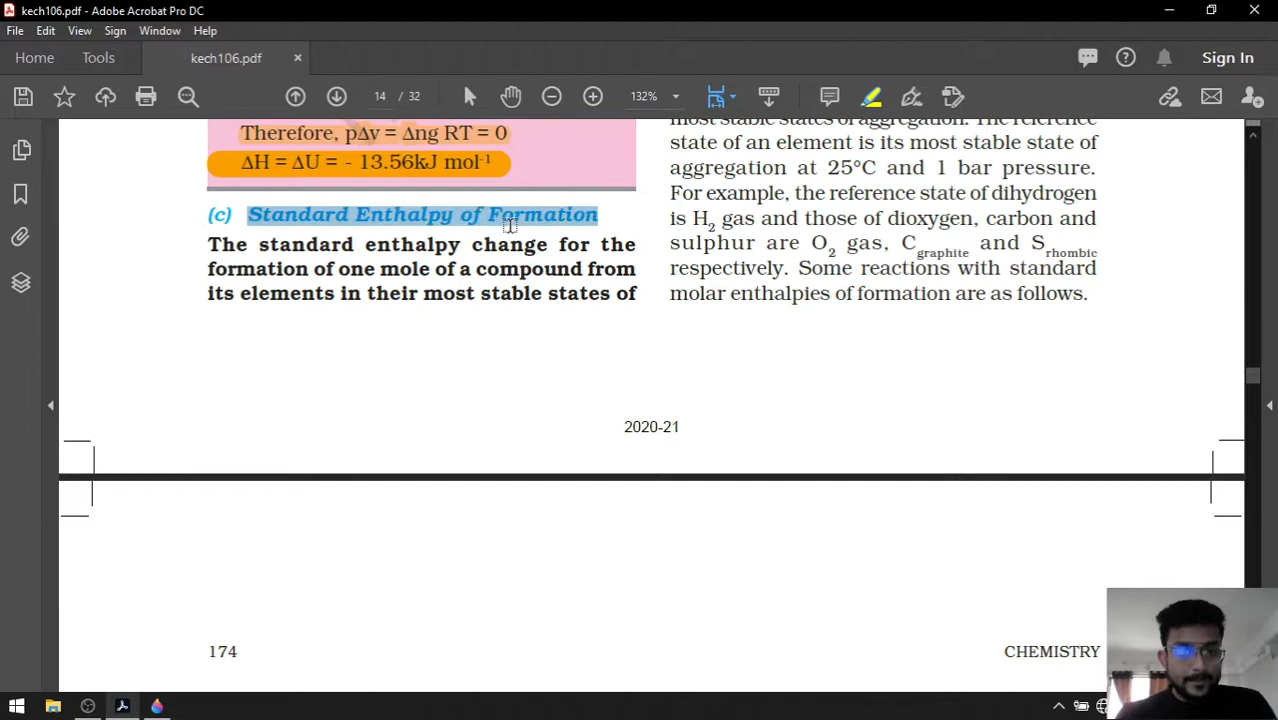 kech106.pdf - Adobe Acrobat Pro DC
File Edit View Sign Window Help
Home Tools kech106.pdf × Sign In
14 / 32 132%
Therefore, p∆v = ∆ng RT = 0
∆H = ∆U = - 13.56kJ mol⁻¹
(c) Standard Enthalpy of Formation
The standard enthalpy change for the
formation of one mole of a compound from
its elements in their most stable states of
most stable states of aggregation. The reference
state of an element is its most stable state of
aggregation at 25°C and 1 bar pressure.
For example, the reference state of dihydrogen
is H₂ gas and those of dioxygen, carbon and
sulphur are O₂ gas, Cgraphite and Srhombic
respectively. Some reactions with standard
molar enthalpies of formation are as follows.
2020-21
174 CHEMISTRY